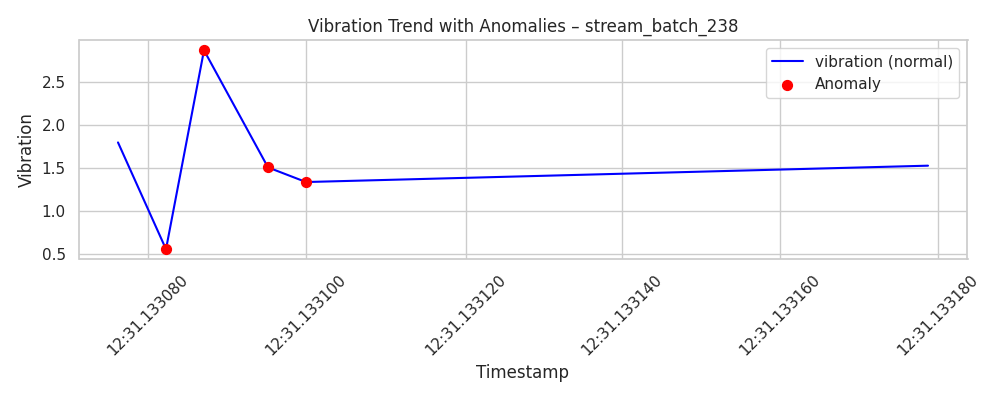 Vibration Trend with Anomalies – stream_batch_238
vibration (normal)
Anomaly
Vibration
2.5
2.0
1.5
1.0
0.5
12:31.133080
12:31.133100
12:31.133120
12:31.133140
12:31.133160
12:31.133180
Timestamp